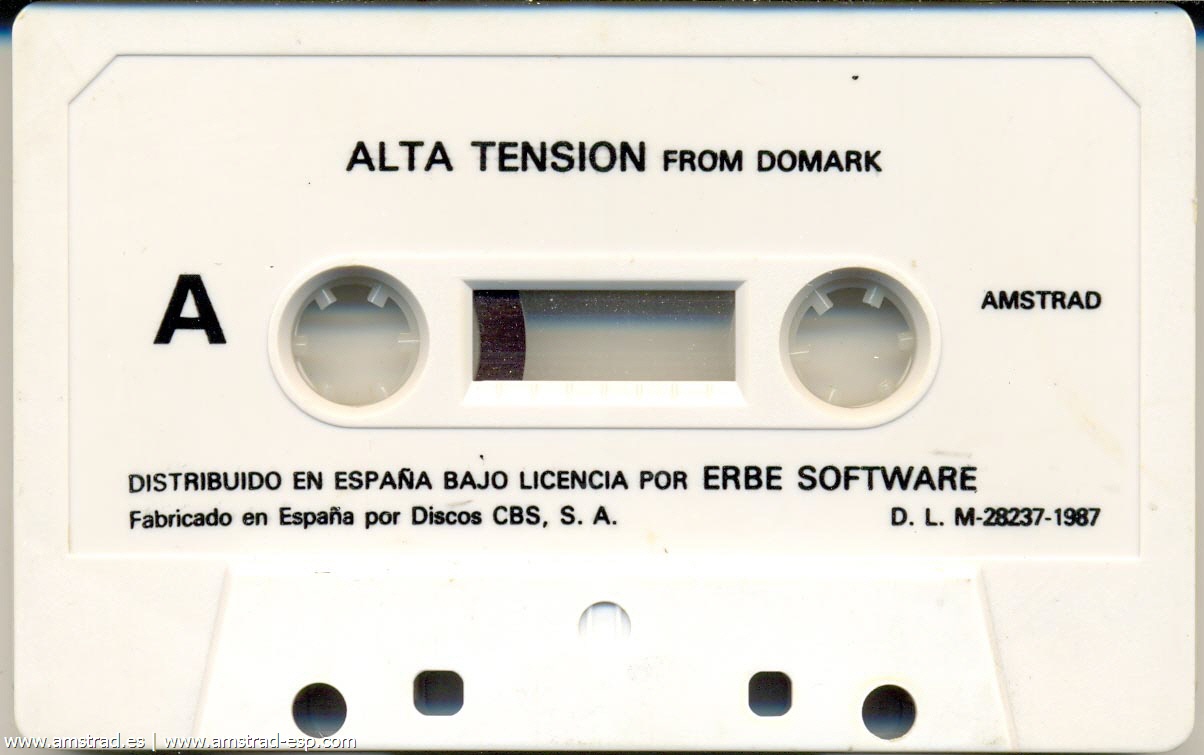 ALTA TENSION FROM DOMARK
A
AMSTRAD
DISTRIBUIDO EN ESPAÑA BAJO LICENCIA POR ERBE SOFTWARE
Fabricado en España por Discos CBS, S. A. D. L. M-28237-1987
www.amstrad.es | www.amstrad-esp.com